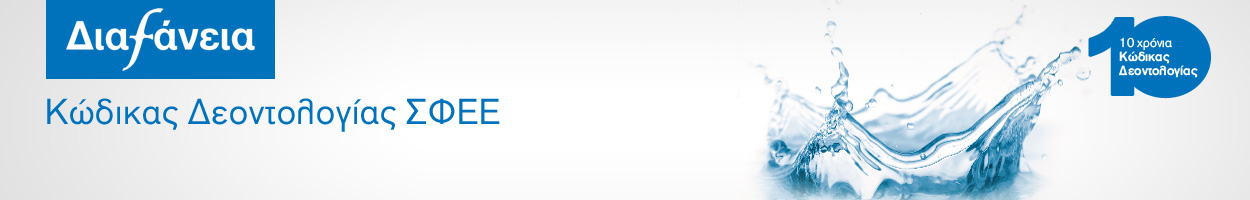 Διαφάνεια
Κώδικας Δεοντολογίας ΣΦΕΕ
10
10 χρόνια
Κώδικας
Δεοντολογίας